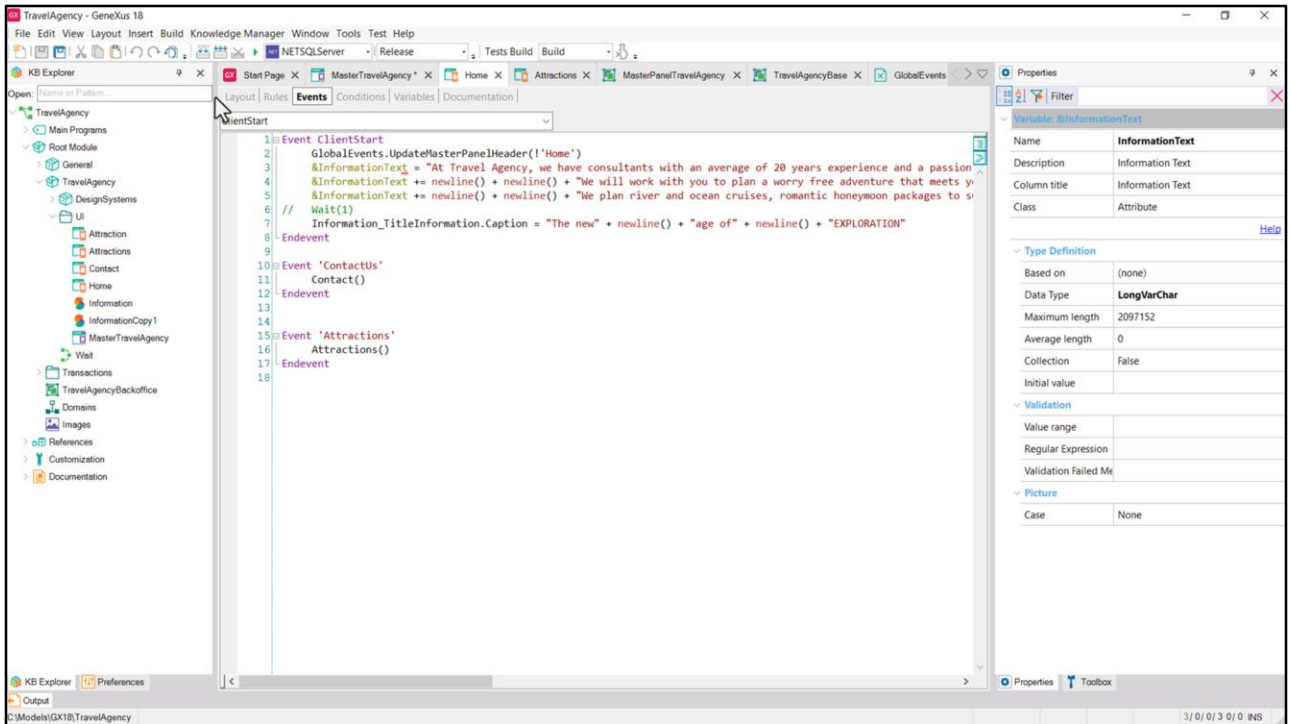 TravelAgency - GeneXus 18
File Edit View Layout Insert Build Knowledge Manager Window Tools Test Help
NETSQLServer Release Tests Build Build
KB Explorer
Open: Name or Pattern...
TravelAgency
Main Programs
Root Module
General
TravelAgency
DesignSystems
UI
Attraction
Attractions
Contact
Home
Information
InformationCopy1
MasterTravelAgency
Wait
Transactions
TravelAgencyBackoffice
Domains
Images
References
Customization
Documentation
KB Explorer Preferences
Start Page MasterTravelAgency * Home Attractions MasterPanelTravelAgency TravelAgencyBase GlobalEvents
Layout Rules Events Conditions Variables Documentation
ClientStart
1 Event ClientStart
2 GlobalEvents.UpdateMasterPanelHeader(!'Home')
3 &InformationText = "At Travel Agency, we have consultants with an average of 20 years experience and a passion
4 &InformationText += newline() + newline() + "We will work with you to plan a worry free adventure that meets y
5 &InformationText += newline() + newline() + "We plan river and ocean cruises, romantic honeymoon packages to s
6 // Wait(1)
7 Information_TitleInformation.Caption = "The new" + newline() + "age of" + newline() + "EXPLORATION"
8 Endevent
9
10 Event 'ContactUs'
11 Contact()
12 Endevent
13
14
15 Event 'Attractions'
16 Attractions()
17 Endevent
18
Properties
Filter
Variable: &InformationText
Name InformationText
Description Information Text
Column title Information Text
Class Attribute
Help
Type Definition
Based on (none)
Data Type LongVarChar
Maximum length 2097152
Average length 0
Collection False
Initial value
Validation
Value range
Regular Expression
Validation Failed Me
Picture
Case None
Properties Toolbox
Output
C:\Models\GX18\TravelAgency
3/ 0/ 0/ 3 0/ 0 INS